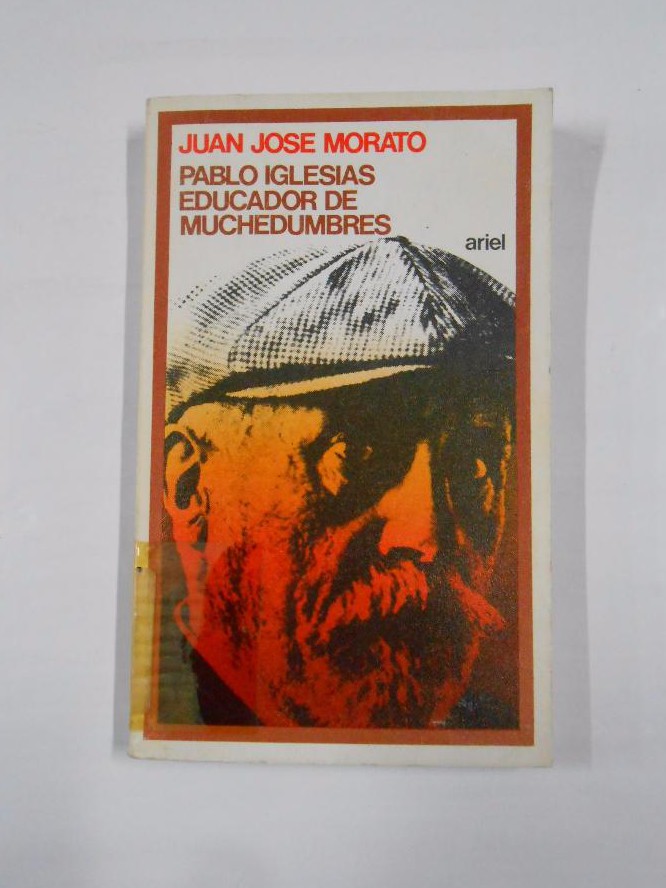 JUAN JOSE MORATO
PABLO IGLESIAS
EDUCADOR DE
MUCHEDUMBRES
ariel